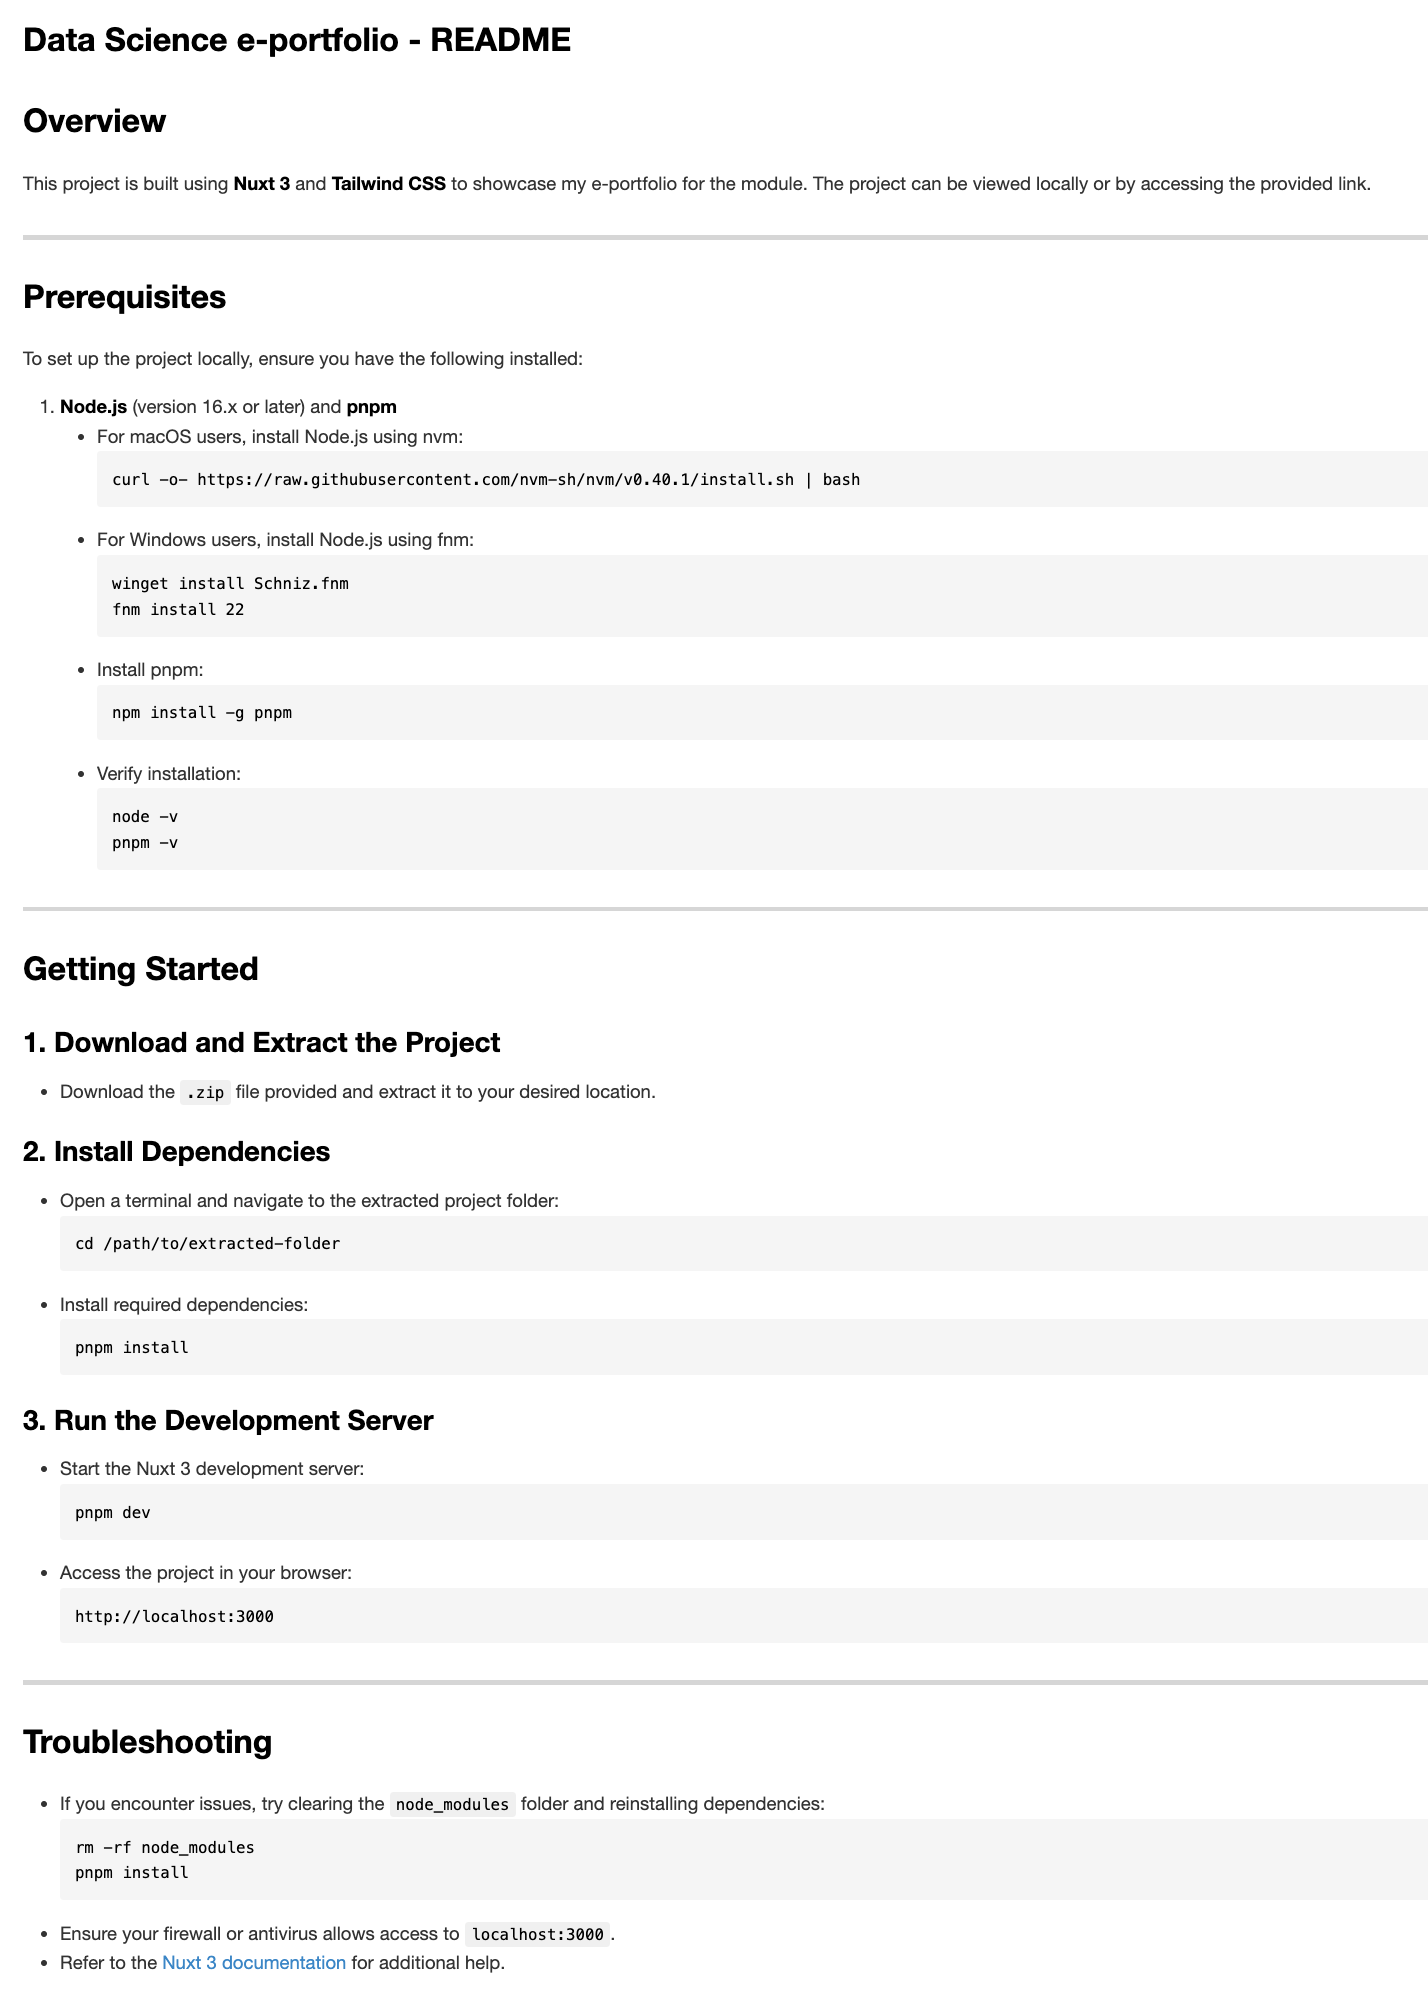 Data Science e-portfolio - README
Overview
This project is built using Nuxt 3 and Tailwind CSS to showcase my e-portfolio for the module. The project can be viewed locally or by accessing the provided link.
Prerequisites
To set up the project locally, ensure you have the following installed:
1. Node.js (version 16.x or later) and pnpm
• For macOS users, install Node.js using nvm:
curl -o- https://raw.githubusercontent.com/nvm-sh/nvm/v0.40.1/install.sh | bash
• For Windows users, install Node.js using fnm:
winget install Schniz.fnm
fnm install 22
• Install pnpm:
npm install -g pnpm
• Verify installation:
node -v
pnpm -v
Getting Started
1. Download and Extract the Project
• Download the .zip file provided and extract it to your desired location.
2. Install Dependencies
• Open a terminal and navigate to the extracted project folder:
cd /path/to/extracted-folder
• Install required dependencies:
pnpm install
3. Run the Development Server
• Start the Nuxt 3 development server:
pnpm dev
• Access the project in your browser:
http://localhost:3000
Troubleshooting
• If you encounter issues, try clearing the node_modules folder and reinstalling dependencies:
rm -rf node_modules
pnpm install
• Ensure your firewall or antivirus allows access to localhost:3000.
• Refer to the Nuxt 3 documentation for additional help.